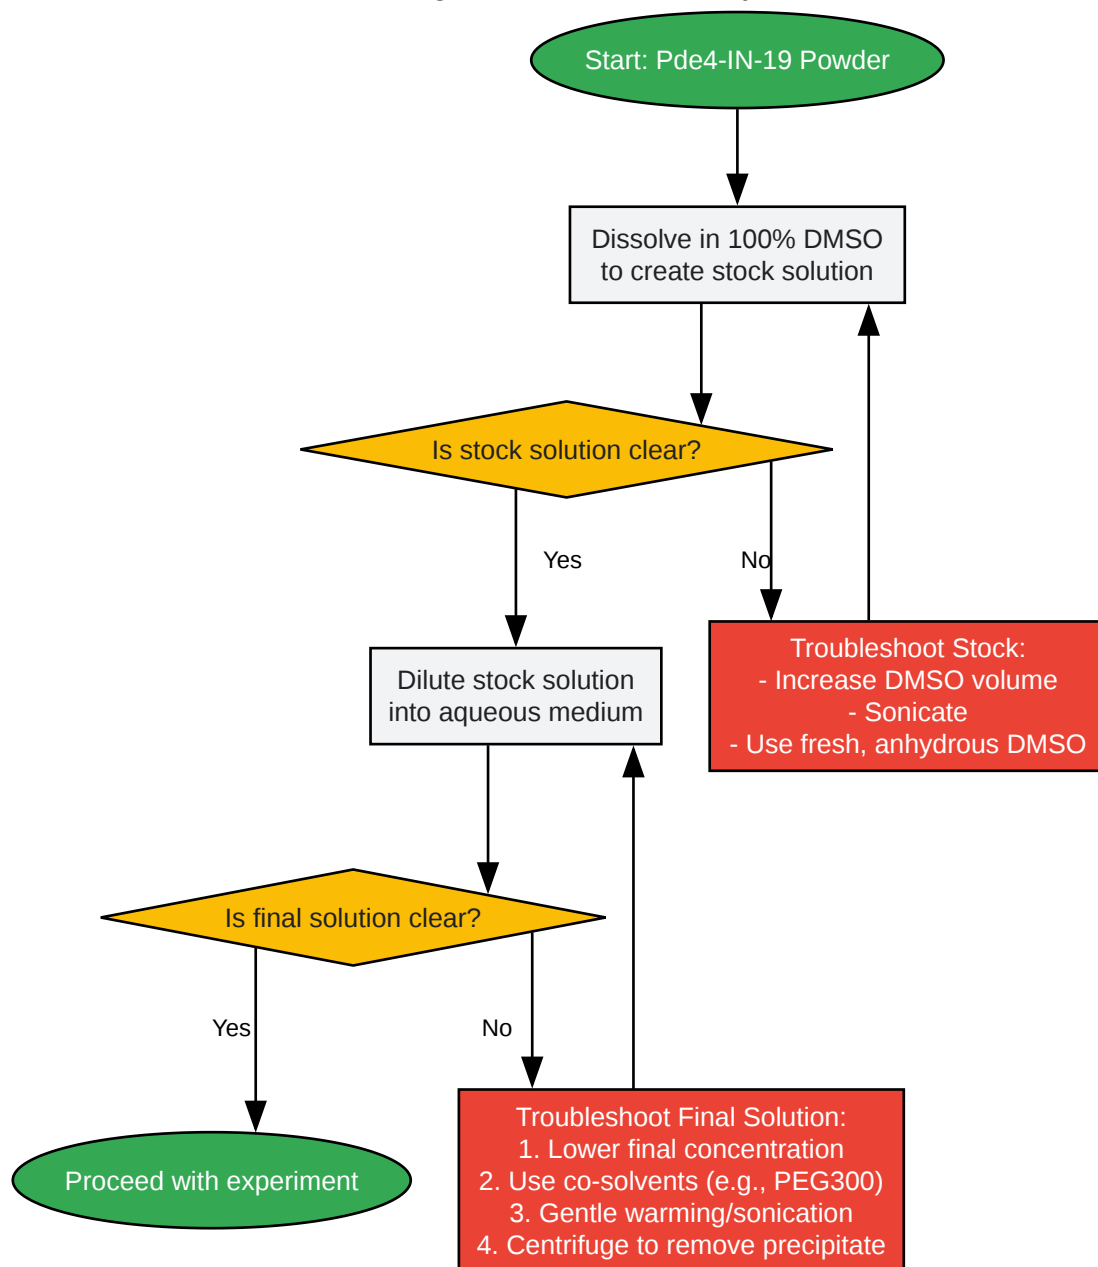 Start: Pde4-IN-19 Powder
Dissolve in 100% DMSO
to create stock solution
Is stock solution clear?
Yes
No
Troubleshoot Stock:
- Increase DMSO volume
- Sonicate
- Use fresh, anhydrous DMSO
Dilute stock solution
into aqueous medium
Is final solution clear?
Yes
No
Troubleshoot Final Solution:
1. Lower final concentration
2. Use co-solvents (e.g., PEG300)
3. Gentle warming/sonication
4. Centrifuge to remove precipitate
Proceed with experiment